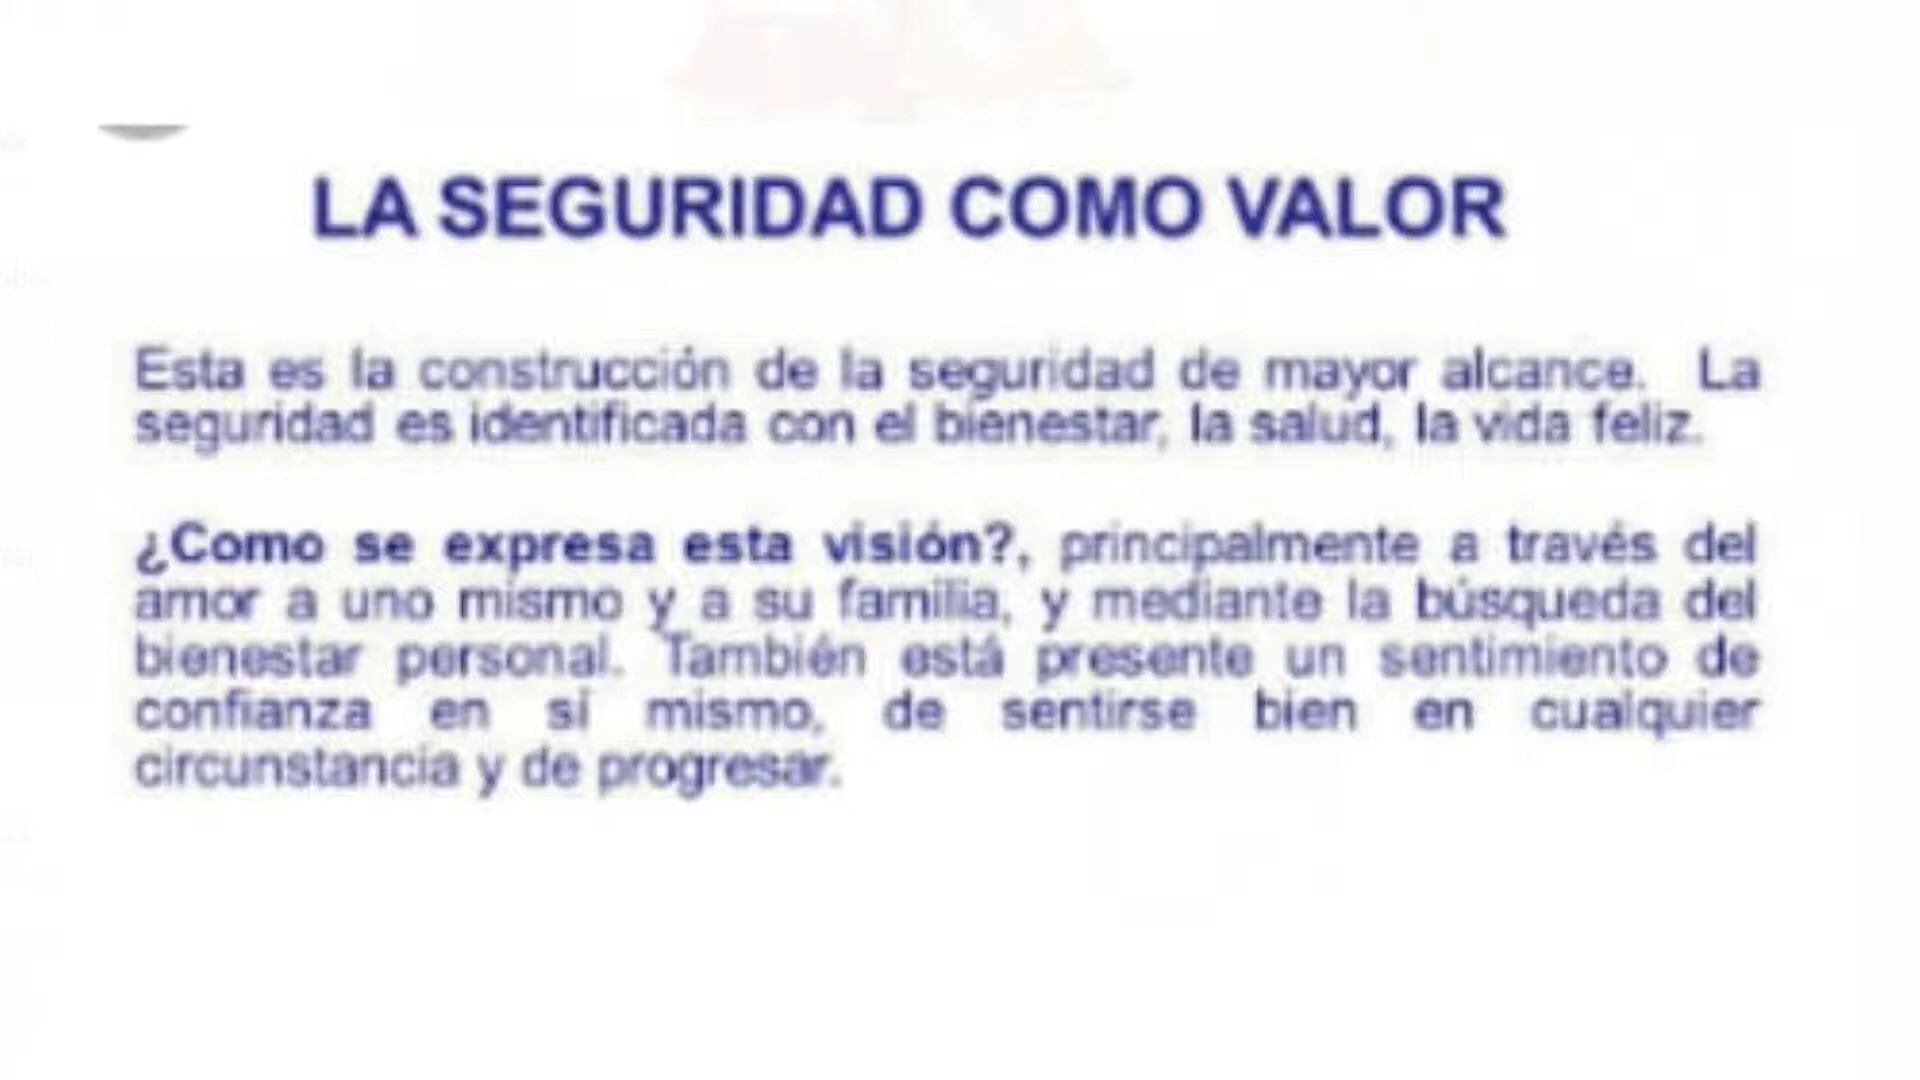 LA SEGURIDAD COMO VALOR
Esta es la construcción de la seguridad de mayor alcance. La
seguridad es identificada con el bienestar, la salud, la vida feliz.
¿Como se expresa esta visión?, principalmente a través del
amor a uno mismo y a su familia, y mediante la búsqueda del
bienestar personal. También está presente un sentimiento de
confianza en sí mismo, de sentirse bien en cualquier
circunstancia y de progresar.